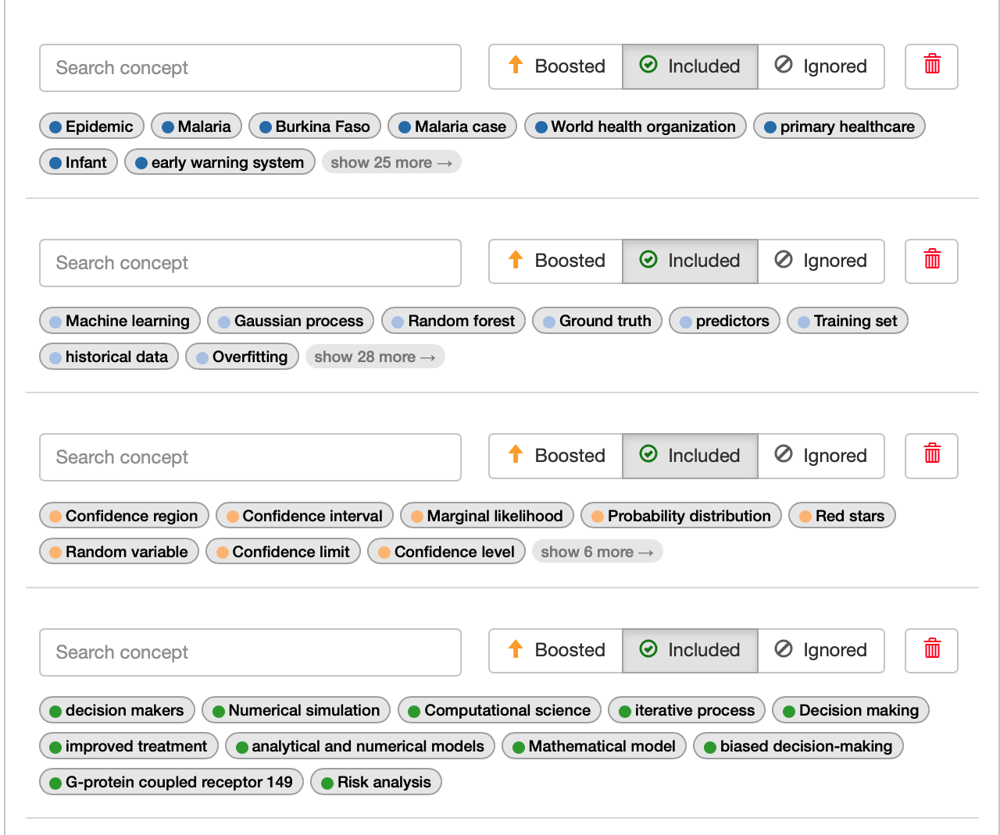 Search concept Boosted Included Ignored
Epidemic Malaria Burkina Faso Malaria case World health organization primary healthcare
Infant early warning system show 25 more →
Search concept Boosted Included Ignored
Machine learning Gaussian process Random forest Ground truth predictors Training set
historical data Overfitting show 28 more →
Search concept Boosted Included Ignored
Confidence region Confidence interval Marginal likelihood Probability distribution Red stars
Random variable Confidence limit Confidence level show 6 more →
Search concept Boosted Included Ignored
decision makers Numerical simulation Computational science iterative process Decision making
improved treatment analytical and numerical models Mathematical model biased decision-making
G-protein coupled receptor 149 Risk analysis